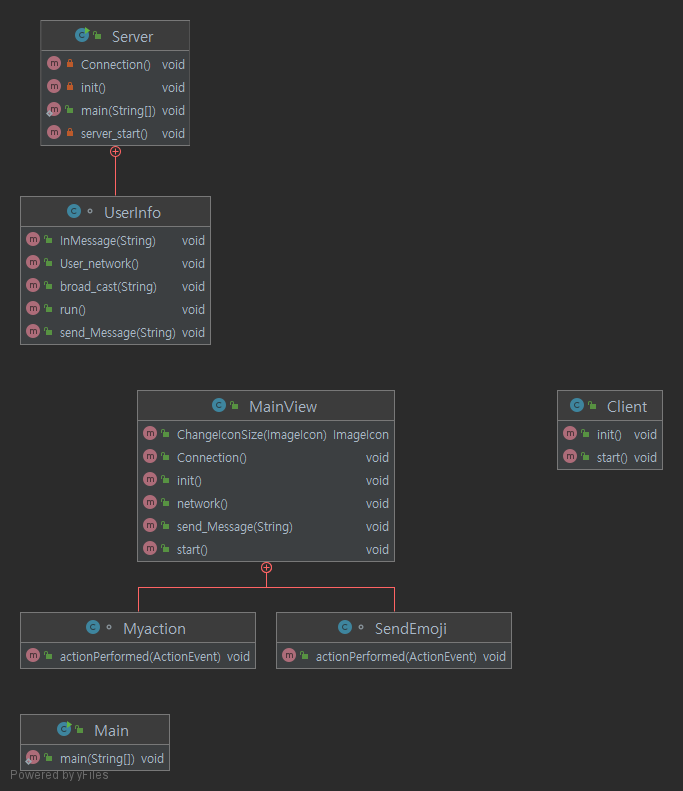 Server
Connection() void
init() void
main(String[]) void
server_start() void
UserInfo
InMessage(String) void
User_network() void
broad_cast(String) void
run() void
send_Message(String) void
MainView
ChangeIconSize(ImageIcon) ImageIcon
Connection() void
init() void
network() void
send_Message(String) void
start() void
Client
init() void
start() void
Myaction
actionPerformed(ActionEvent) void
SendEmoji
actionPerformed(ActionEvent) void
Main
main(String[]) void
Powered by yFiles